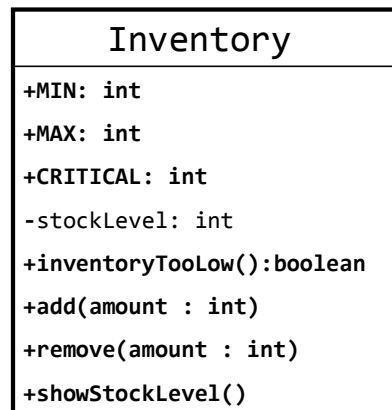 Inventory
+MIN: int
+MAX: int
+CRITICAL: int
-stockLevel: int
+inventoryTooLow():boolean
+add(amount : int)
+remove(amount : int)
+showStockLevel()